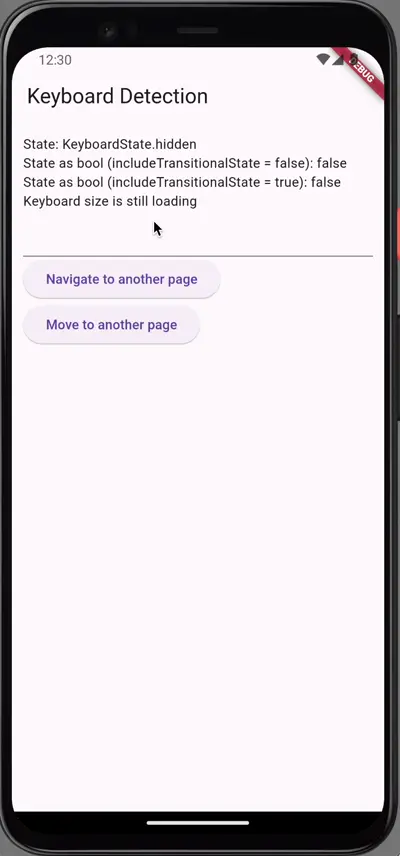 12:30
DEBUG
Keyboard Detection
State: KeyboardState.hidden
State as bool (includeTransitionalState = false): false
State as bool (includeTransitionalState = true): false
Keyboard size is still loading
Navigate to another page
Move to another page